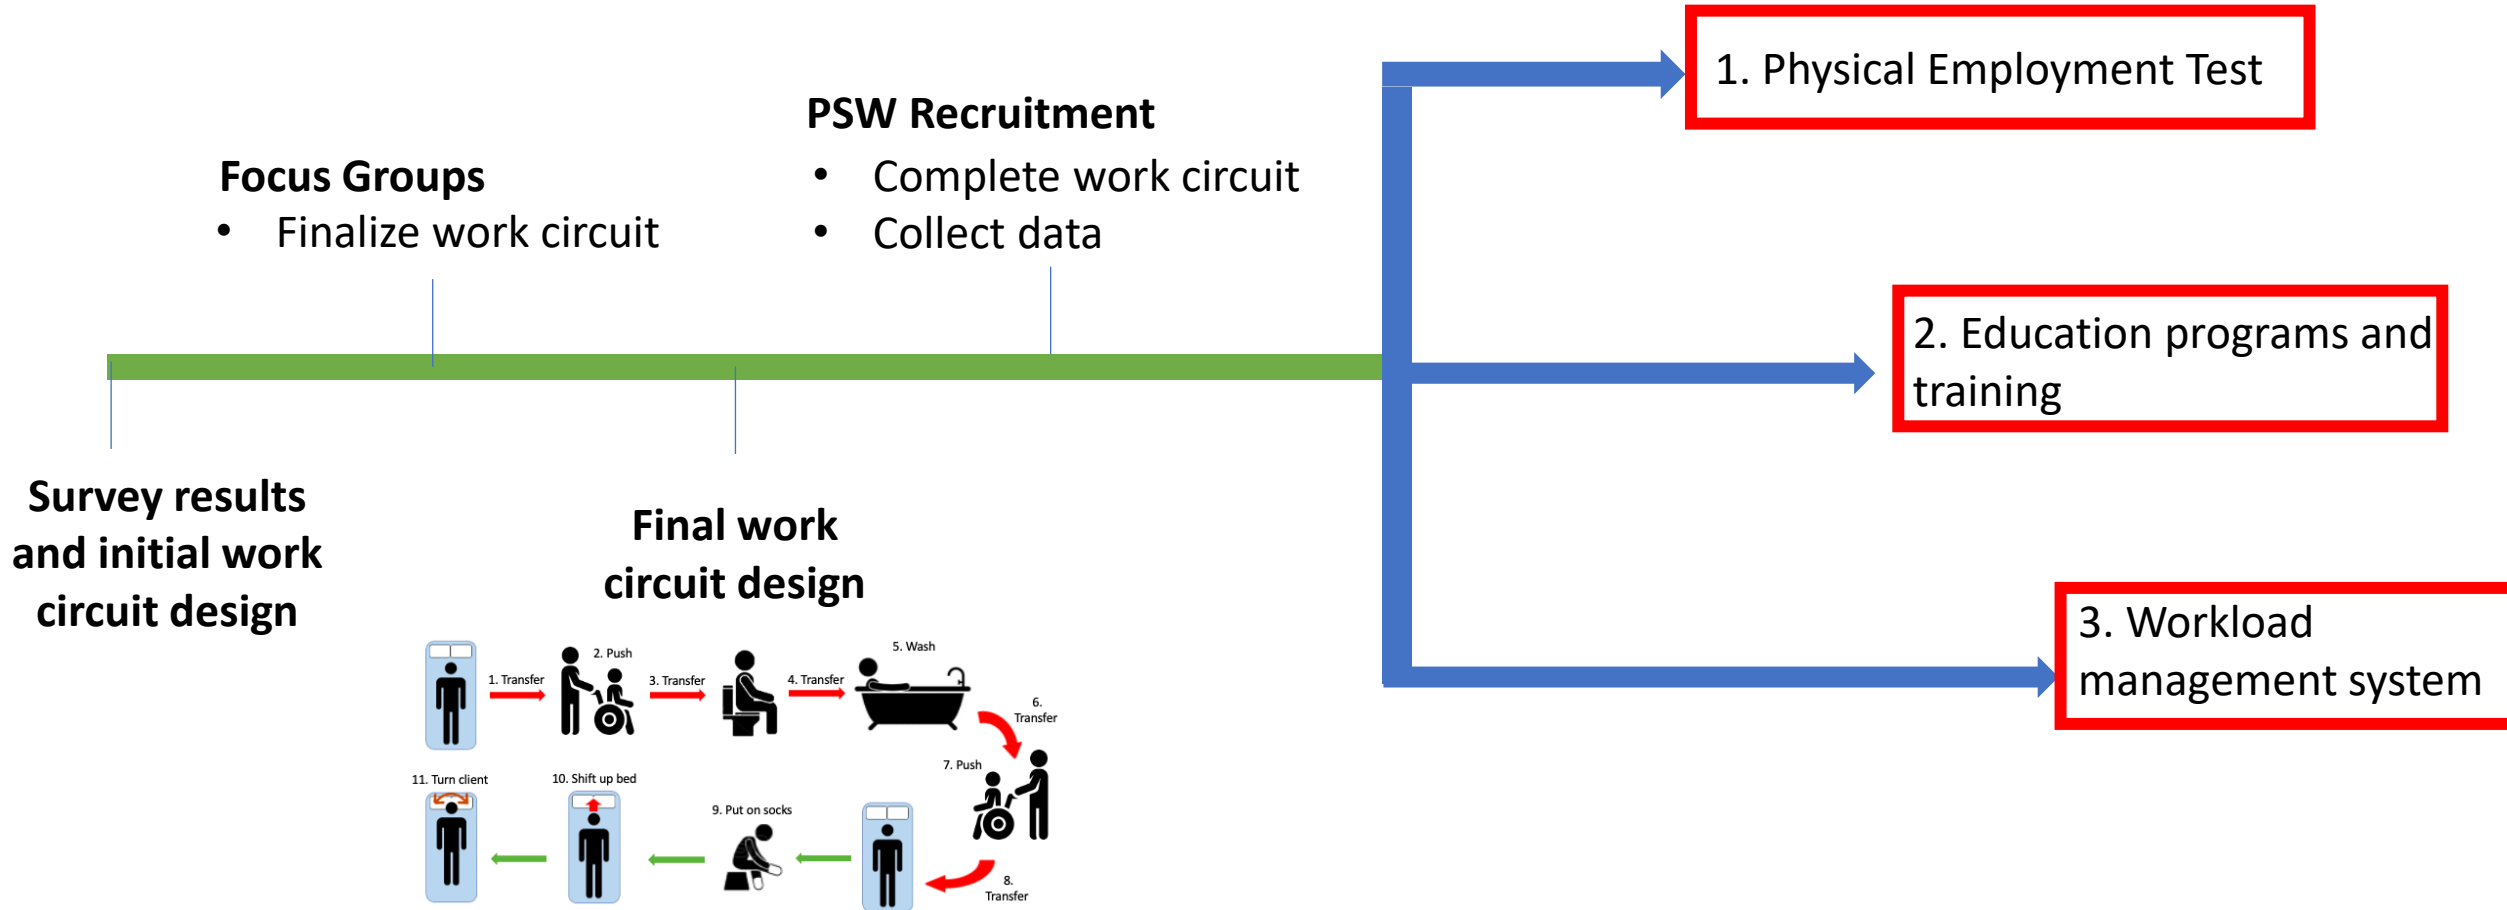 1. Physical Employment Test
PSW Recruitment
• Complete work circuit
• Collect data
Focus Groups
• Finalize work circuit
2. Education programs and
training
Survey results
and initial work
circuit design
Final work
circuit design
3. Workload
management system
1. Transfer
2. Push
3. Transfer
4. Transfer
5. Wash
6.
Transfer
7. Push
8.
Transfer
9. Put on socks
10. Shift up bed
11. Turn client